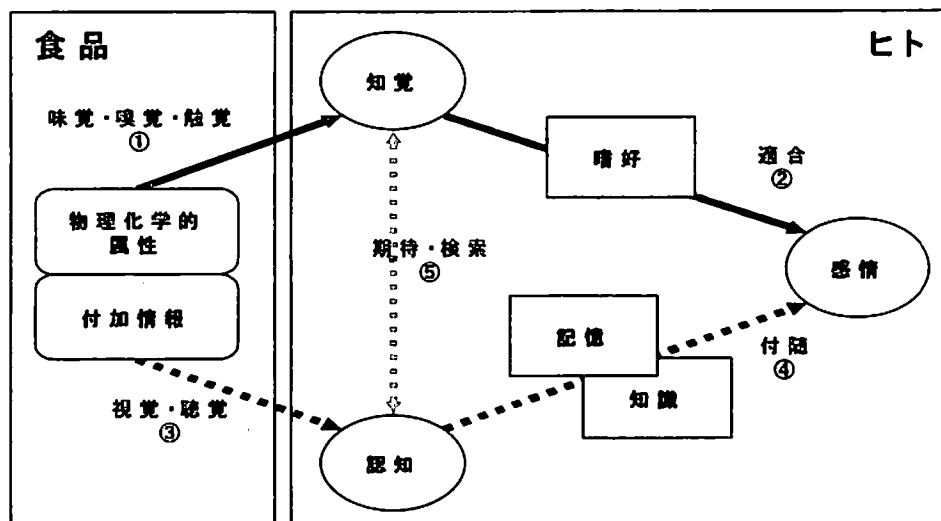 食品
ヒト
知覚
味覚・嗅覚・触覚
①
嗜好
適合
②
物理化学的
属性
期待・検索
⑤
感情
付加情報
記憶
付随
④
知識
視覚・聴覚
③
認知